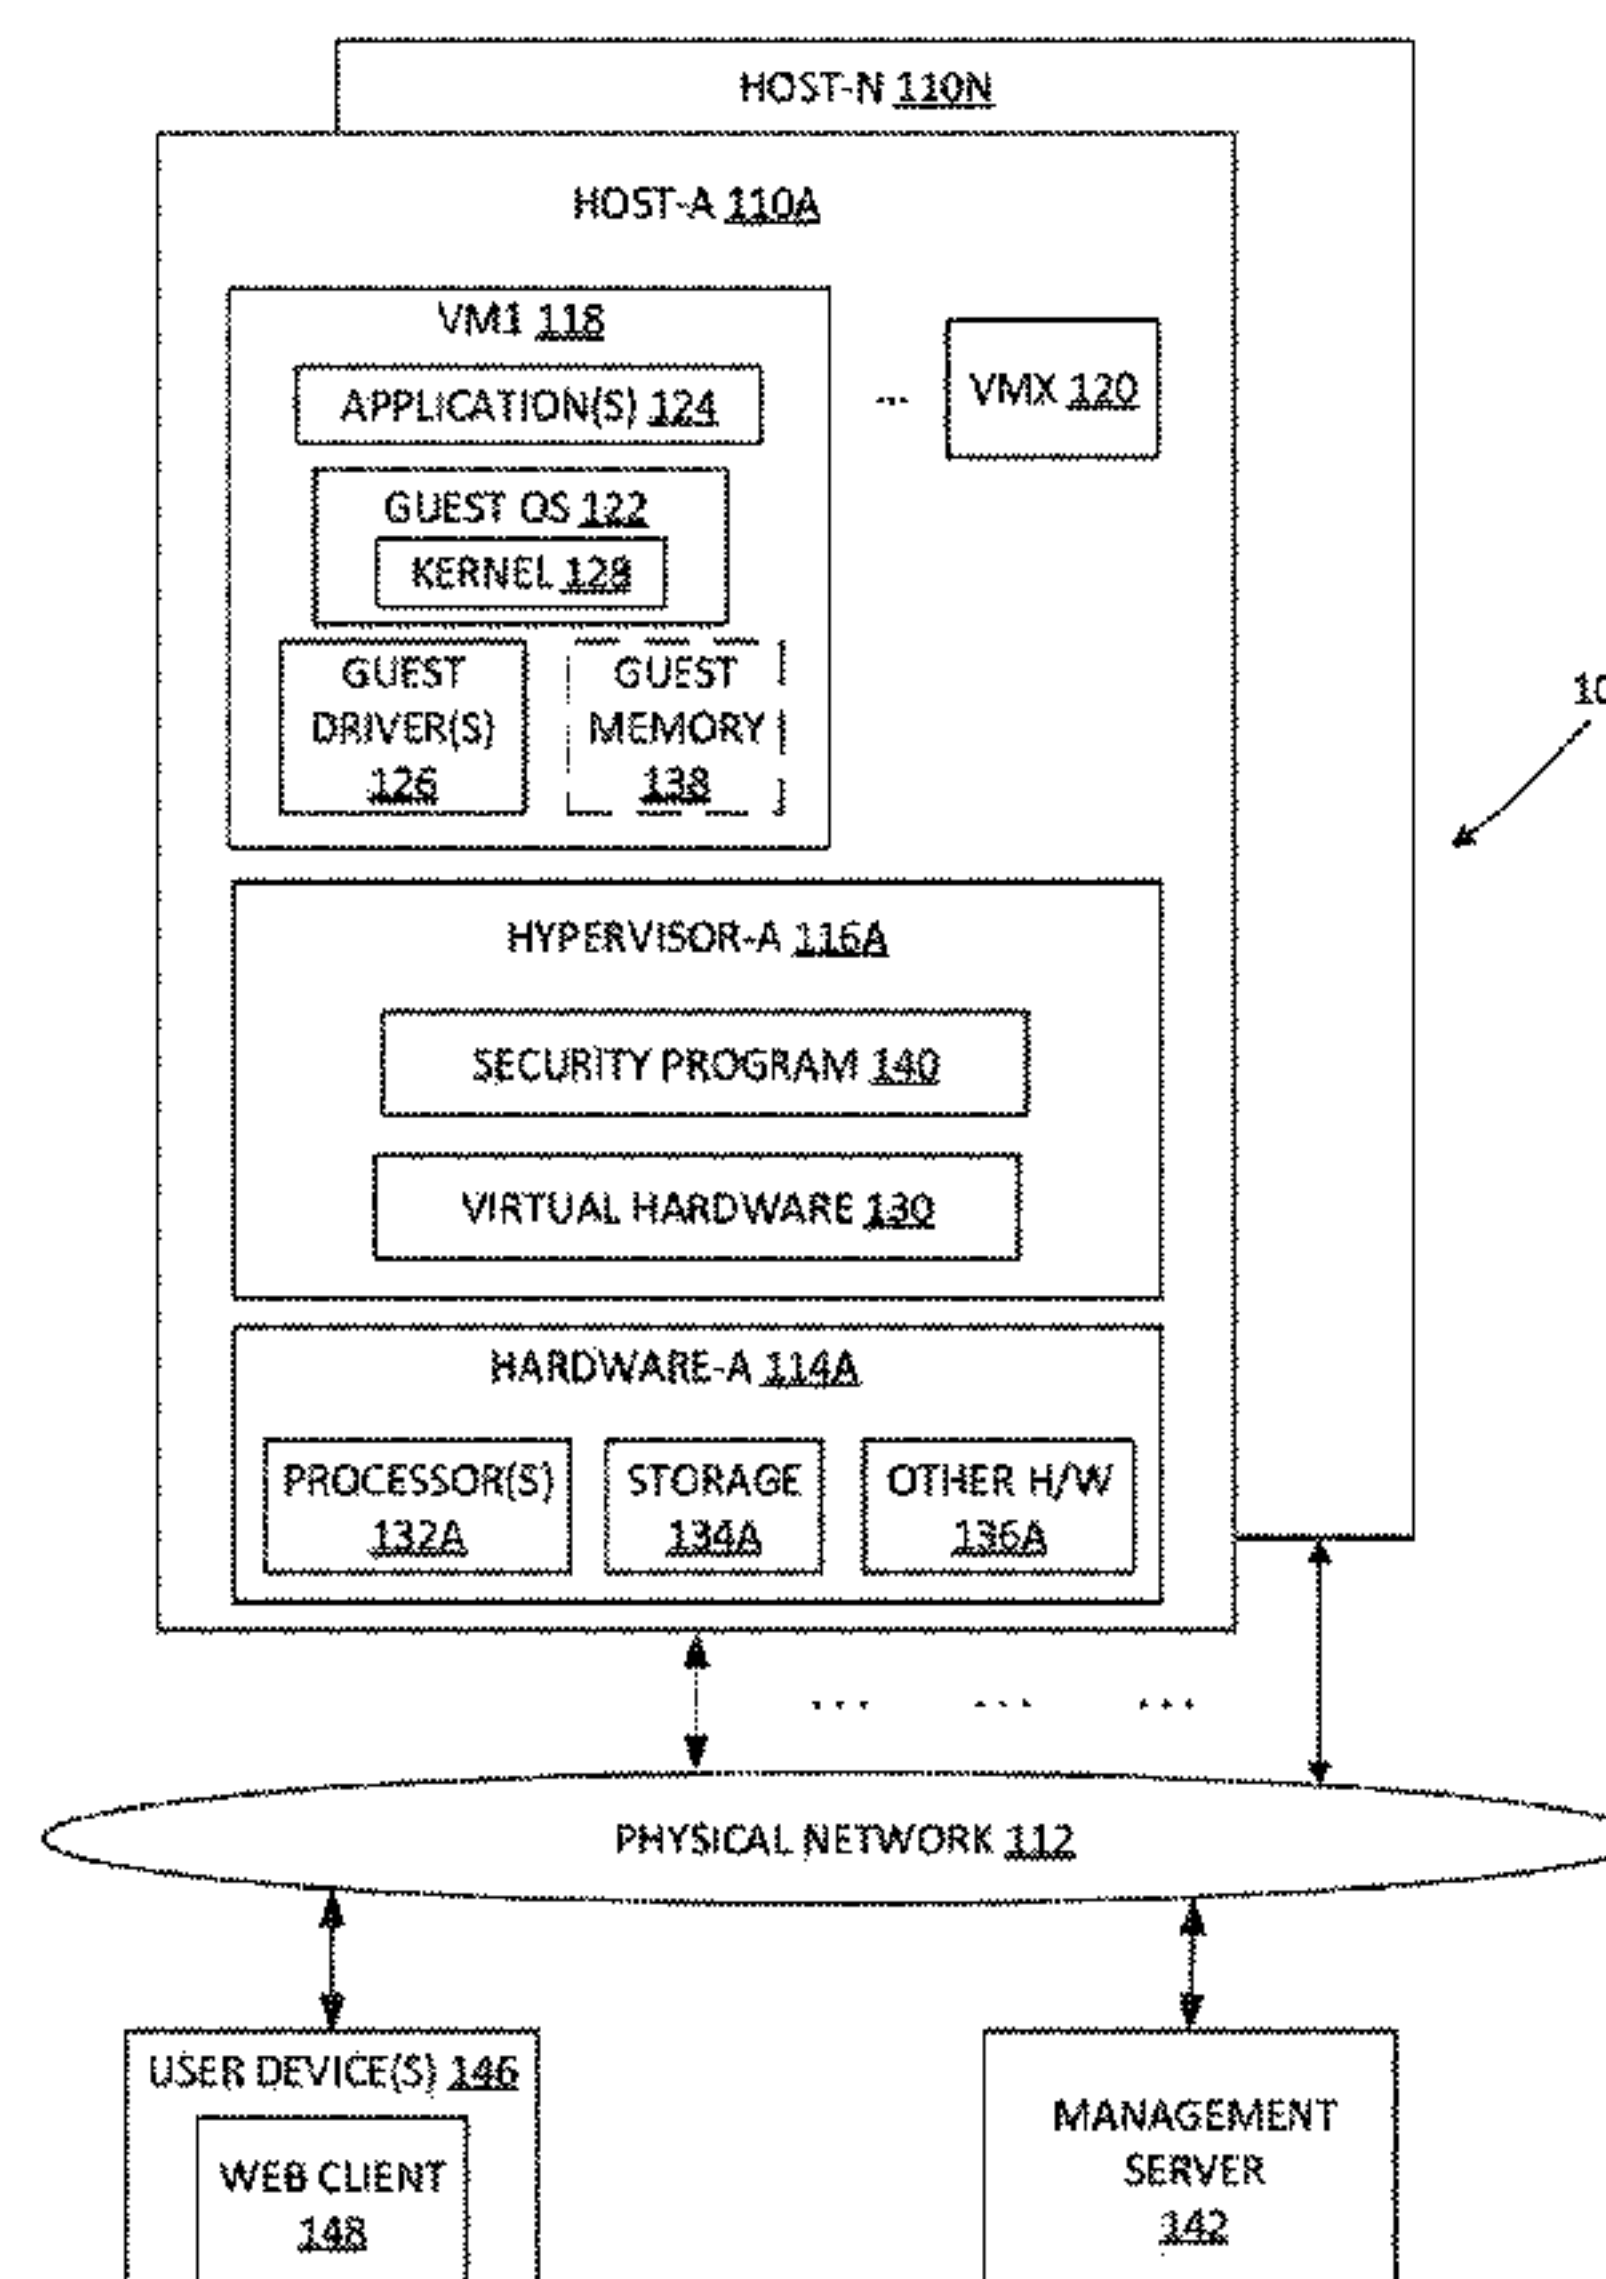 HOST-N 110N
HOST-A 110A
VM1 118
APPLICATION(S) 124
... VMX 120
GUEST OS 122
KERNEL 128
GUEST
DRIVER(S)
126
GUEST
MEMORY
138
10
HYPERVISOR-A 116A
SECURITY PROGRAM 140
VIRTUAL HARDWARE 130
HARDWARE-A 114A
PROCESSOR(S)
132A
STORAGE
134A
OTHER H/W
136A
... ... ...
PHYSICAL NETWORK 112
USER DEVICE(S) 146
WEB CLIENT
148
MANAGEMENT
SERVER
142